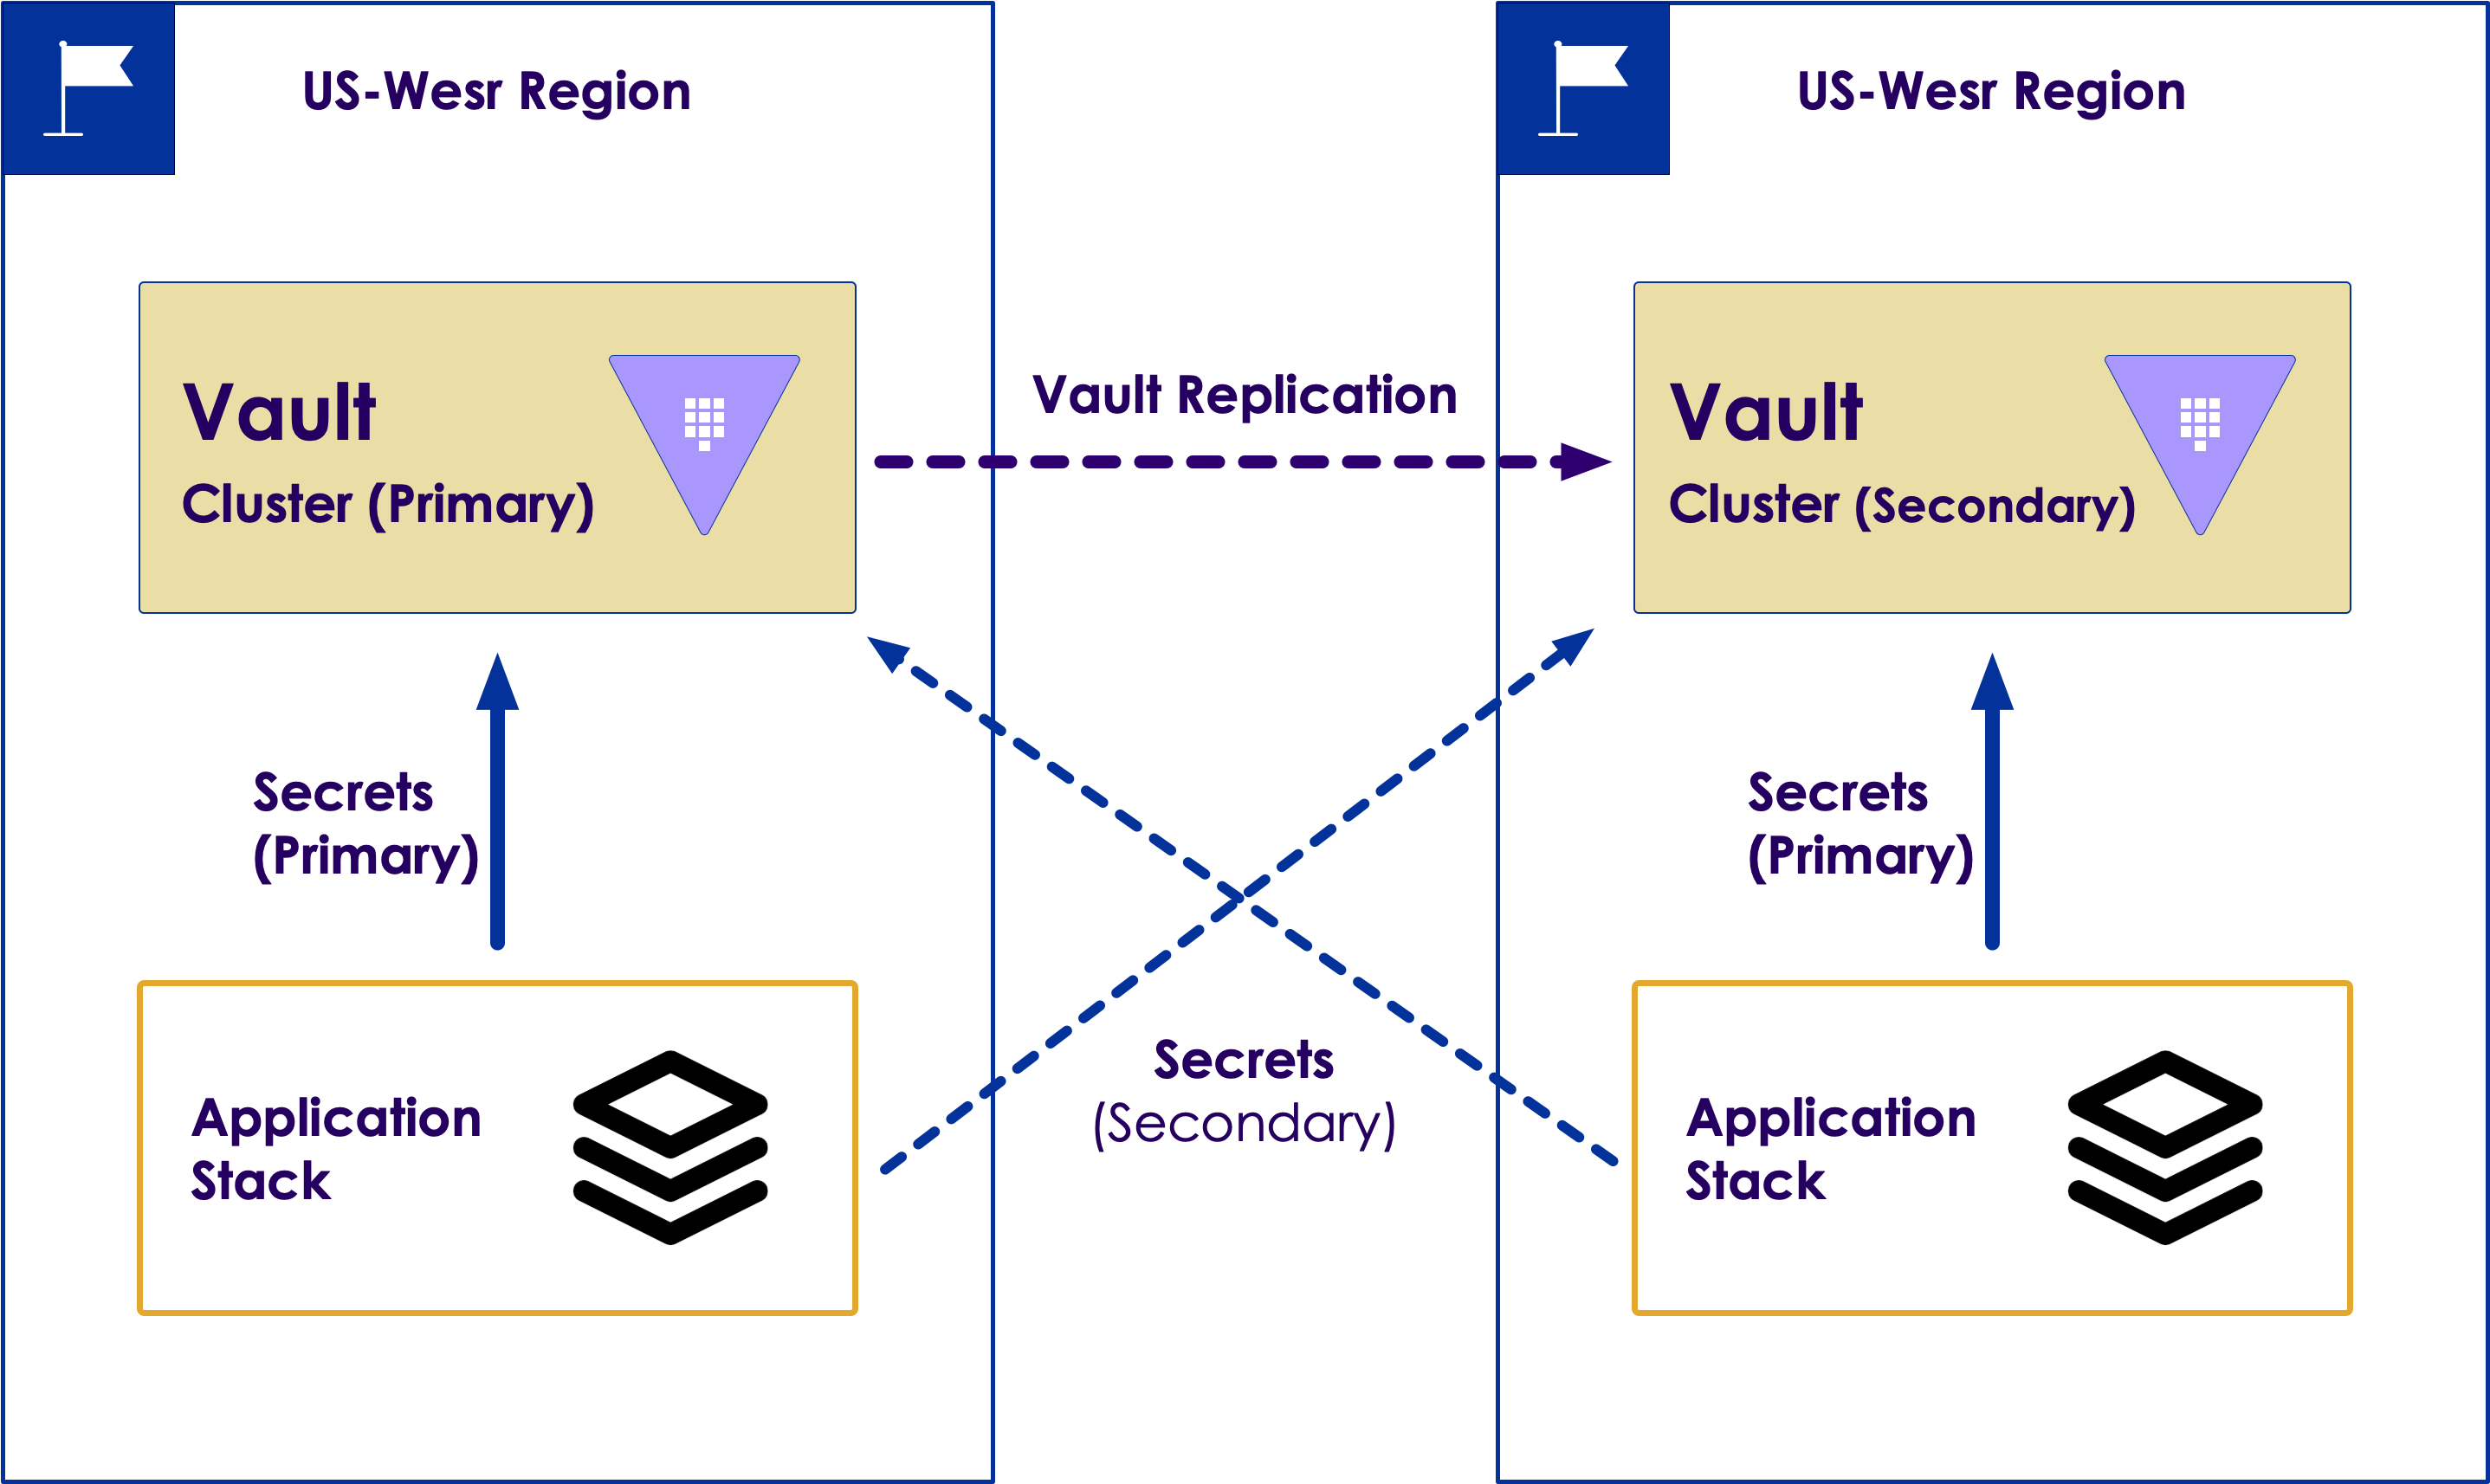 US-Wesr Region
US-Wesr Region
Vault
Cluster (Primary)
Vault Replication
Vault
Cluster (Secondary)
Secrets
(Primary)
Secrets
(Primary)
Application
Stack
Secrets
(Secondary)
Application
Stack